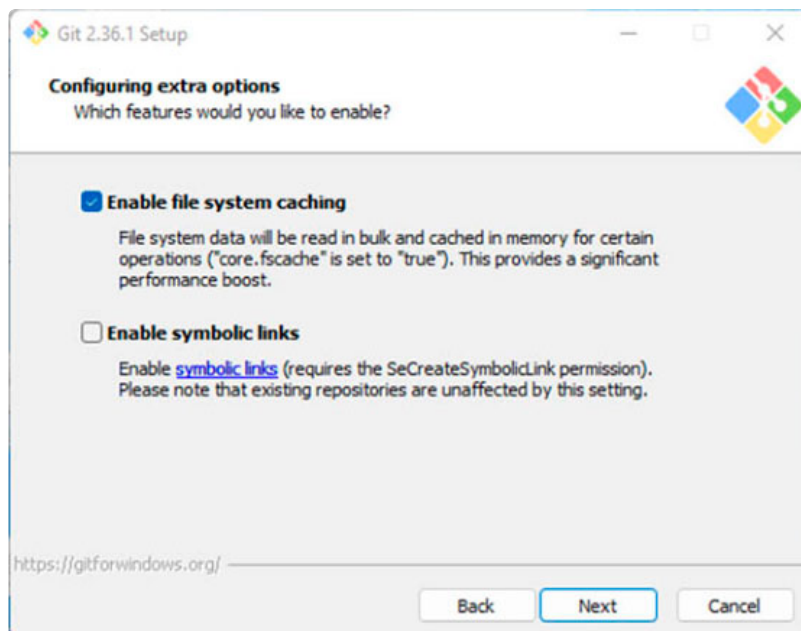 Git 2.36.1 Setup
Configuring extra options
Which features would you like to enable?
Enable file system caching
File system data will be read in bulk and cached in memory for certain
operations ("core.fscache" is set to "true"). This provides a significant
performance boost.
Enable symbolic links
Enable symbolic links (requires the SeCreateSymbolicLink permission).
Please note that existing repositories are unaffected by this setting.
https://gitforwindows.org/
Back Next Cancel